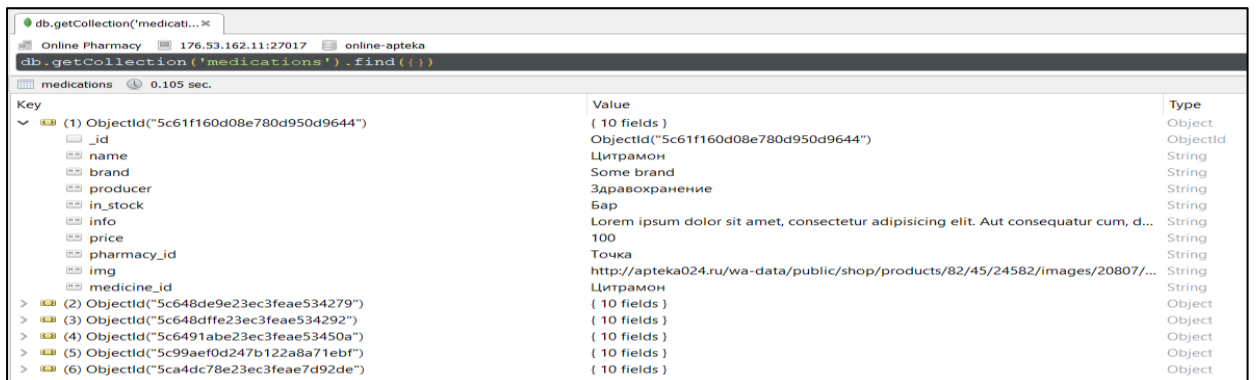 db.getCollection('medicati...
Online Pharmacy 176.53.162.11:27017 online-apteka
db.getCollection('medications').find({})
medications 0.105 sec.
Key Value Type
(1) ObjectId("5c61f160d08e780d950d9644") { 10 fields } Object
_id ObjectId("5c61f160d08e780d950d9644") ObjectId
name Цитрамон String
brand Some brand String
producer Здравохранение String
in_stock Бар String
info Lorem ipsum dolor sit amet, consectetur adipisicing elit. Aut consequatur cum, d... String
price 100 String
pharmacy_id Точка String
img http://apteka024.ru/wa-data/public/shop/products/82/45/24582/images/20807/... String
medicine_id Цитрамон String
(2) ObjectId("5c648de9e23ec3feae534279") { 10 fields } Object
(3) ObjectId("5c648dffe23ec3feae534292") { 10 fields } Object
(4) ObjectId("5c6491abe23ec3feae53450a") { 10 fields } Object
(5) ObjectId("5c99aef0d247b122a8a71ebf") { 10 fields } Object
(6) ObjectId("5ca4dc78e23ec3feae7d92de") { 10 fields } Object